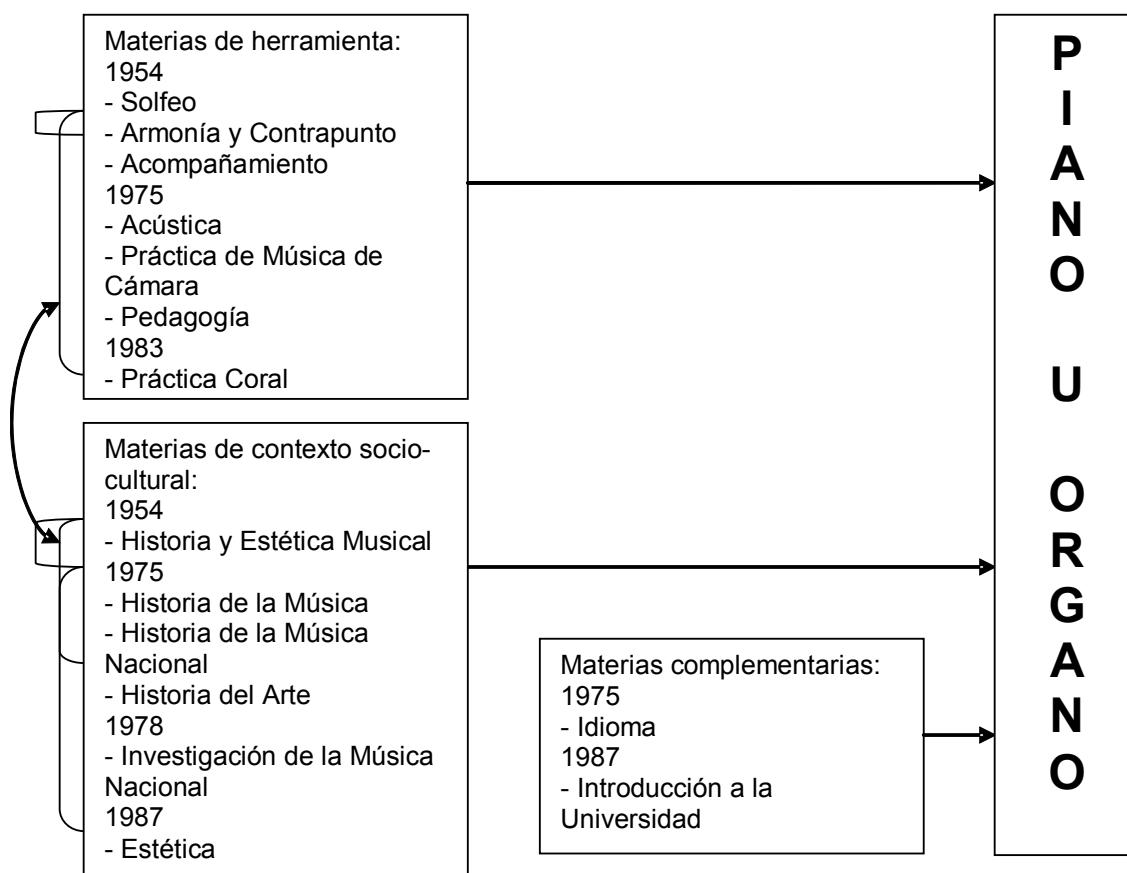 Materias de herramienta:
1954
- Solfeo
- Armonía y Contrapunto
- Acompañamiento
1975
- Acústica
- Práctica de Música de
Cámara
- Pedagogía
1983
- Práctica Coral
Materias de contexto socio-
cultural:
1954
- Historia y Estética Musical
1975
- Historia de la Música
- Historia de la Música
Nacional
- Historia del Arte
1978
- Investigación de la Música
Nacional
1987
- Estética
Materias complementarias:
1975
- Idioma
1987
- Introducción a la
Universidad
P
I
A
N
O
U
O
R
G
A
N
O